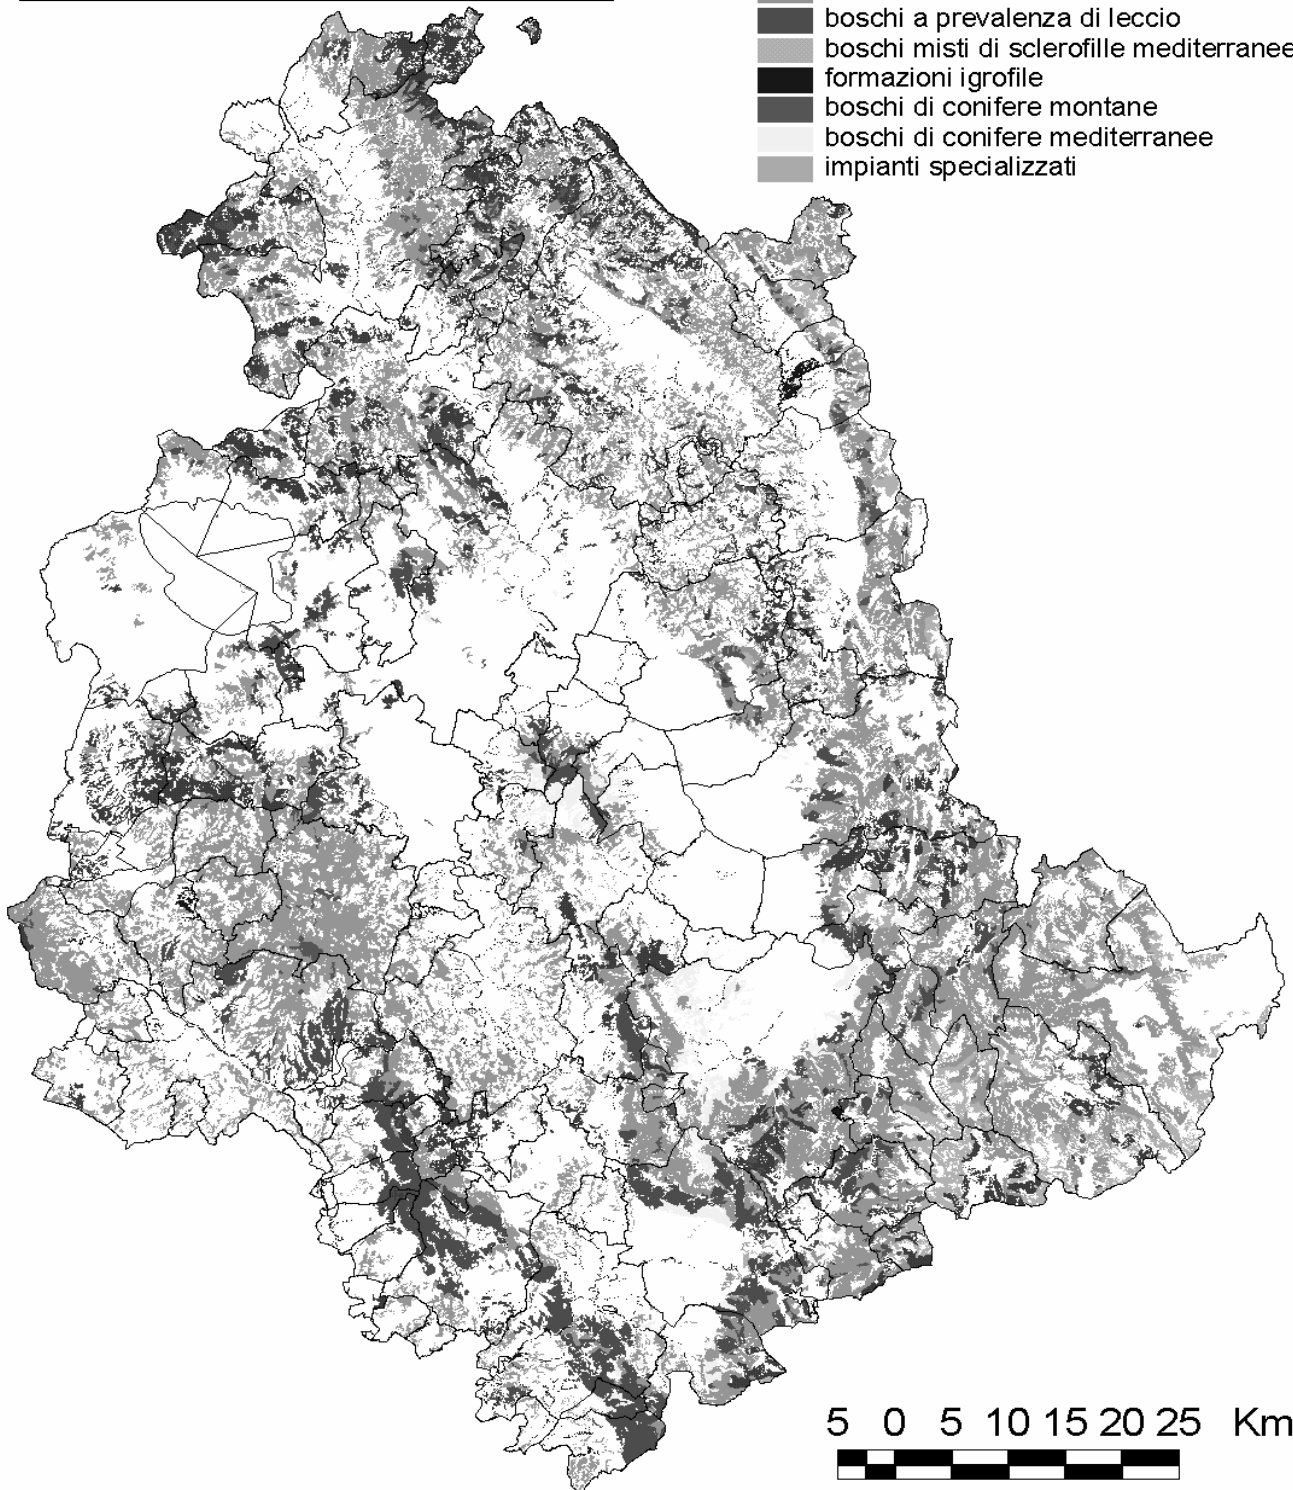 boschi a prevalenza di leccio
boschi misti di sclerofille mediterranee
formazioni igrofile
boschi di conifere montane
boschi di conifere mediterranee
impianti specializzati
5 0 5 10 15 20 25 Km